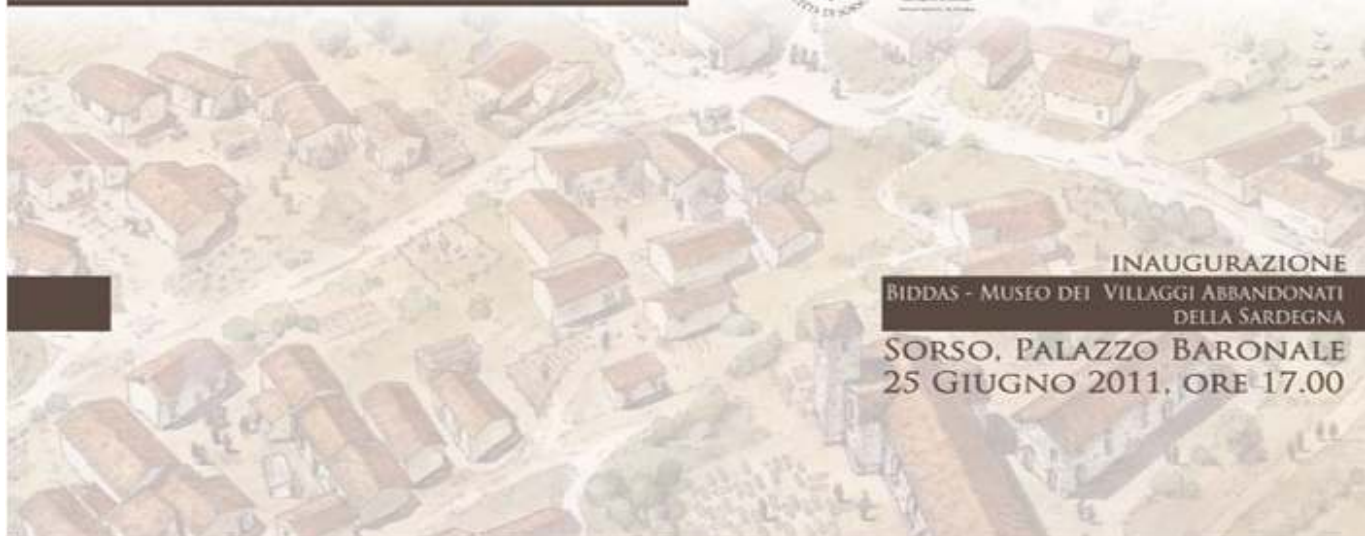 INAUGURAZIONE
BIDDAS - MUSEO DEI VILLAGGI ABBANDONATI
DELLA SARDEGNA
SORSO, PALAZZO BARONALE
25 GIUGNO 2011, ORE 17.00